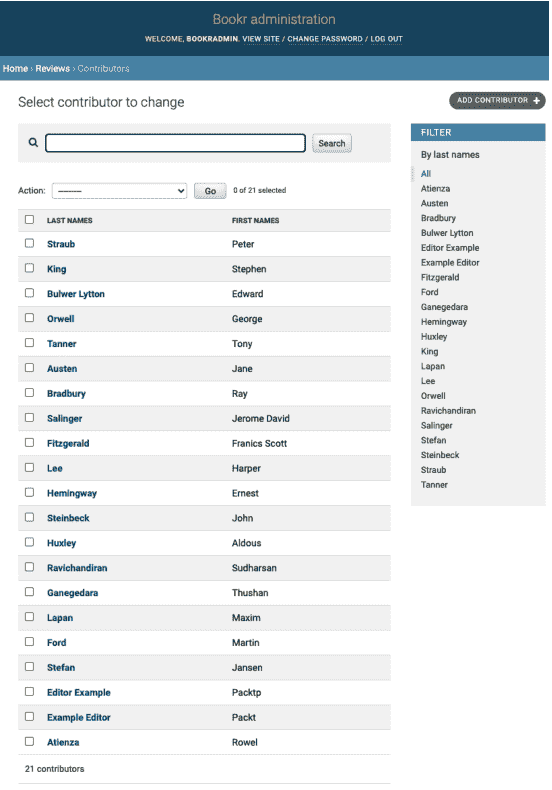 Bookr administration
WELCOME, BOOKRADMIN. VIEW SITE / CHANGE PASSWORD / LOG OUT
Home › Reviews › Contributors
Select contributor to change
ADD CONTRIBUTOR +
Search
Action: --------- Go 0 of 21 selected
LAST NAMES FIRST NAMES
Straub Peter
King Stephen
Bulwer Lytton Edward
Orwell George
Tanner Tony
Austen Jane
Bradbury Ray
Salinger Jerome David
Fitzgerald Franics Scott
Lee Harper
Hemingway Ernest
Steinbeck John
Huxley Aldous
Ravichandiran Sudharsan
Ganegedara Thushan
Lapan Maxim
Ford Martin
Stefan Jansen
Editor Example Packtp
Example Editor Packt
Atienza Rowel
21 contributors
FILTER
By last names
All
Atienza
Austen
Bradbury
Bulwer Lytton
Editor Example
Example Editor
Fitzgerald
Ford
Ganegedara
Hemingway
Huxley
King
Lapan
Lee
Orwell
Ravichandiran
Salinger
Stefan
Steinbeck
Straub
Tanner